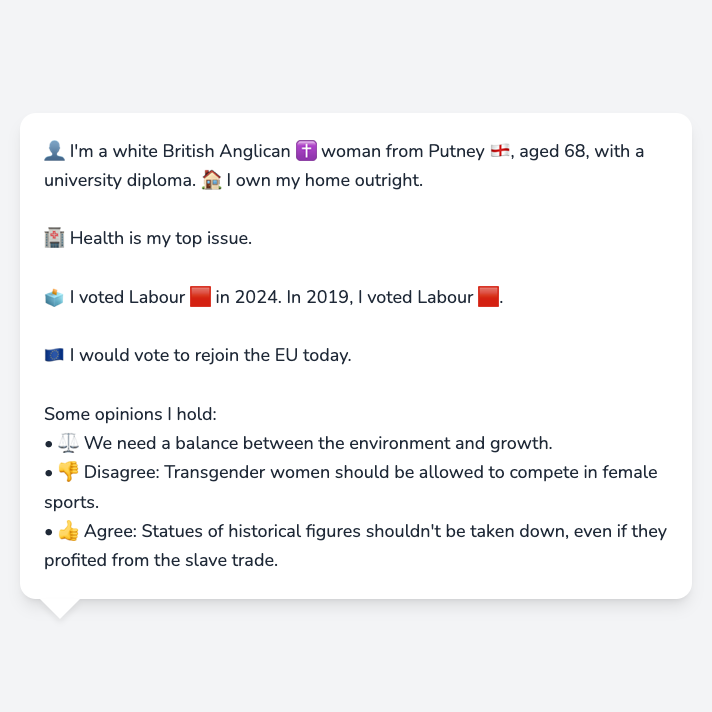 👤 I'm a white British Anglican ✝️ woman from Putney 🏴󠁧󠁢󠁥󠁮󠁧󠁿, aged 68, with a
university diploma. 🏠 I own my home outright.
🏥 Health is my top issue.
🗳️ I voted Labour 🟥 in 2024. In 2019, I voted Labour 🟥.
🇪🇺 I would vote to rejoin the EU today.
Some opinions I hold:
• ⚖️ We need a balance between the environment and growth.
• 👎 Disagree: Transgender women should be allowed to compete in female
sports.
• 👍 Agree: Statues of historical figures shouldn't be taken down, even if they
profited from the slave trade.